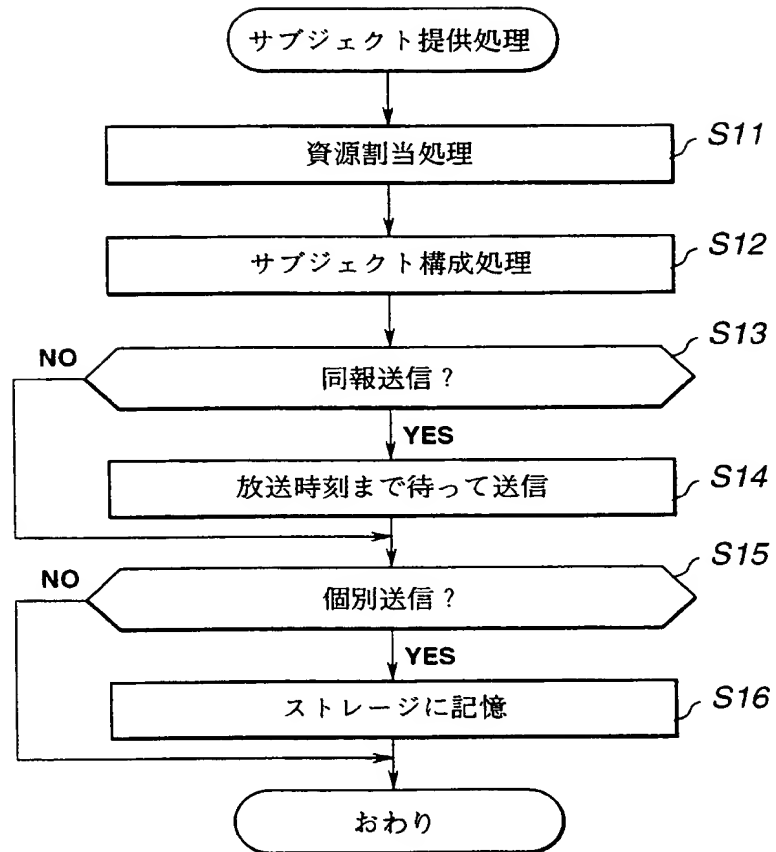 サブジェクト提供処理
資源割当処理
S11
サブジェクト構成処理
S12
同報送信?
S13
NO
YES
放送時刻まで待って送信
S14
個別送信?
S15
NO
YES
ストレージに記憶
S16
おわり